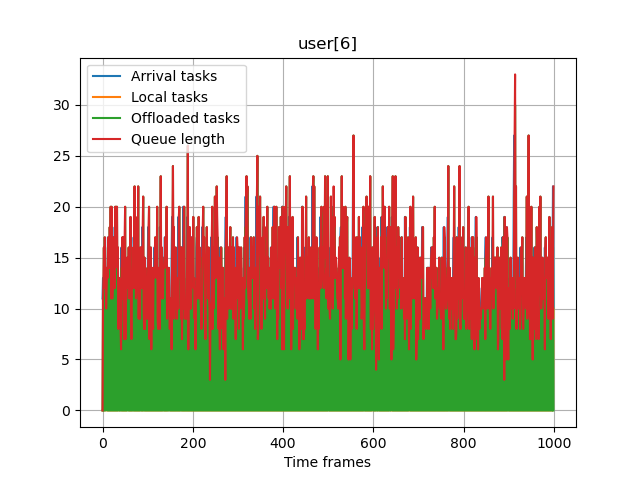 user[6]
Arrival tasks
Local tasks
Offloaded tasks
Queue length
30
25
20
15
10
5
0
0 200 400 600 800 1000
Time frames